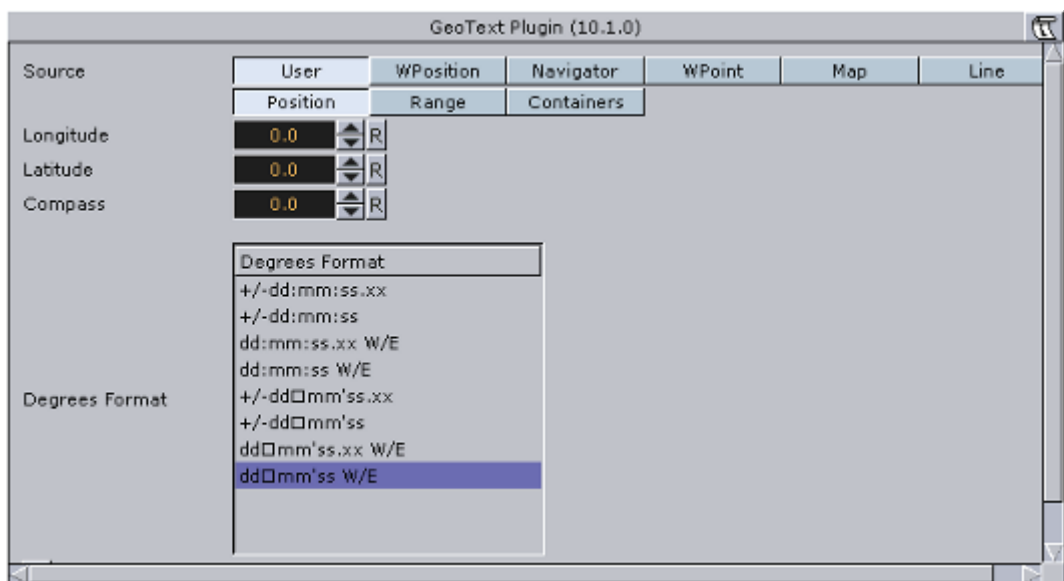 GeoText Plugin (10.1.0)
Source User WPosition Navigator WPoint Map Line
Position Range Containers
Longitude 0.0 R
Latitude 0.0 R
Compass 0.0 R
Degrees Format
+/-dd:mm:ss.xx
+/-dd:mm:ss
dd:mm:ss.xx W/E
dd:mm:ss W/E
Degrees Format
+/-dd□mm'ss.xx
+/-dd□mm'ss
dd□mm'ss.xx W/E
dd□mm'ss W/E